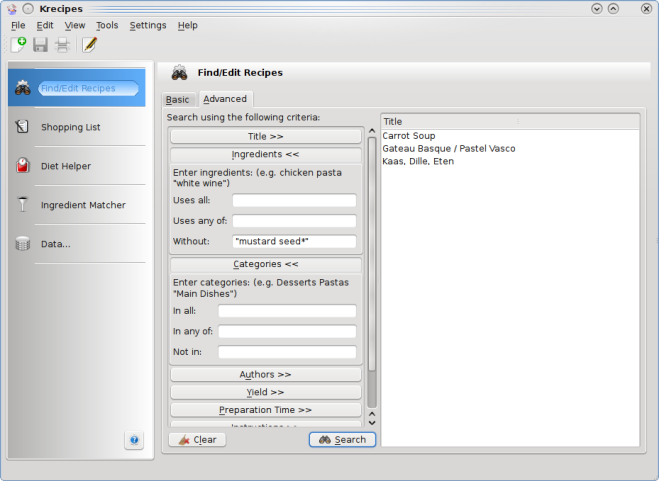 Krecipes
File Edit View Tools Settings Help
Find/Edit Recipes
Shopping List
Diet Helper
Ingredient Matcher
Data...
Find/Edit Recipes
Basic Advanced
Search using the following criteria:
Title >>
Ingredients <<
Enter ingredients: (e.g. chicken pasta
"white wine")
Uses all:
Uses any of:
Without: "mustard seed*"
Categories <<
Enter categories: (e.g. Desserts Pastas
"Main Dishes")
In all:
In any of:
Not in:
Authors >>
Yield >>
Preparation Time >>
Clear Search
Title
Carrot Soup
Gateau Basque / Pastel Vasco
Kaas, Dille, Eten